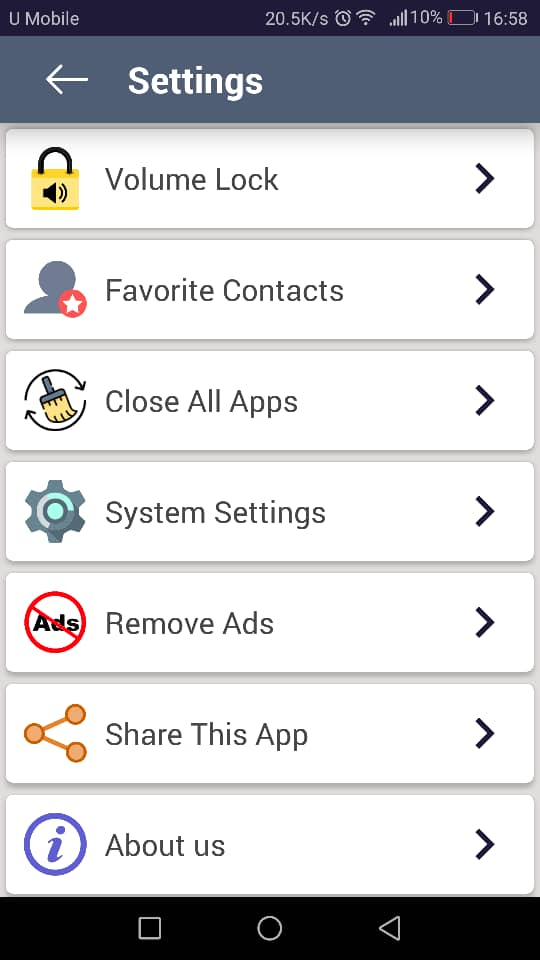 U Mobile 20.5K/s 10% 16:58
Settings
Volume Lock
Favorite Contacts
Close All Apps
System Settings
Ads Remove Ads
Share This App
i About us